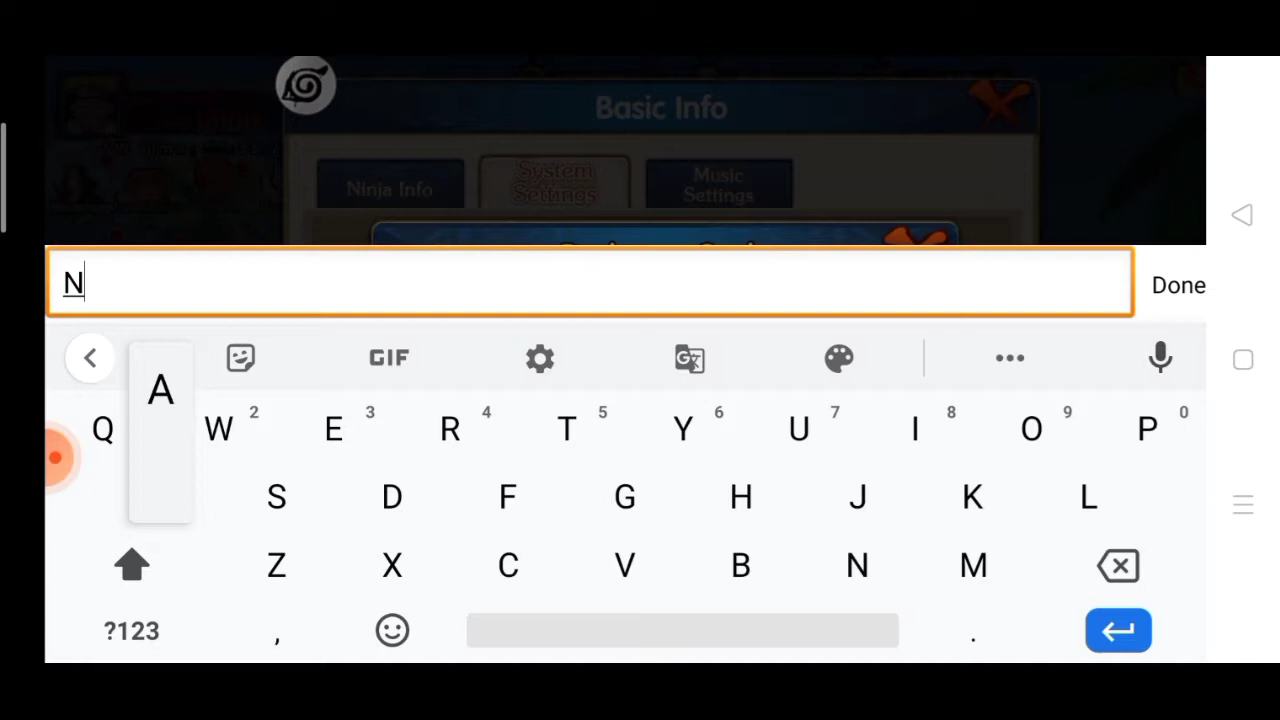 Basic Info
Ninja Info
System
Settings
Music
Settings
N
Done
A
GIF
Q W 2 E 3 R 4 T 5 Y 6 U 7 I 8 O 9 P 0
S D F G H J K L
Z X C V B N M
?123 , .